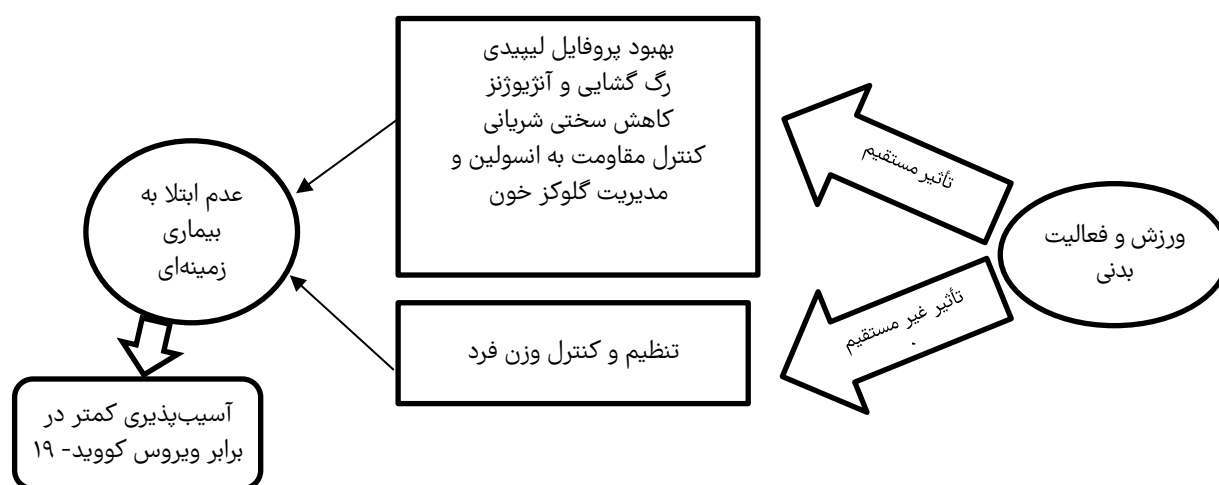 ورزش و فعالیت
بدنی
تأثیر مستقیم
تأثیر غیر مستقیم
بهبود پروفایل لیپیدی
رگ گشایی و آنژیوژنز
کاهش سختی شریانی
کنترل مقاومت به انسولین و
مدیریت گلوکز خون
تنظیم و کنترل وزن فرد
عدم ابتلا به
بیماری
زمینه‌ای
آسیب‌پذیری کمتر در
برابر ویروس کووید- ۱۹